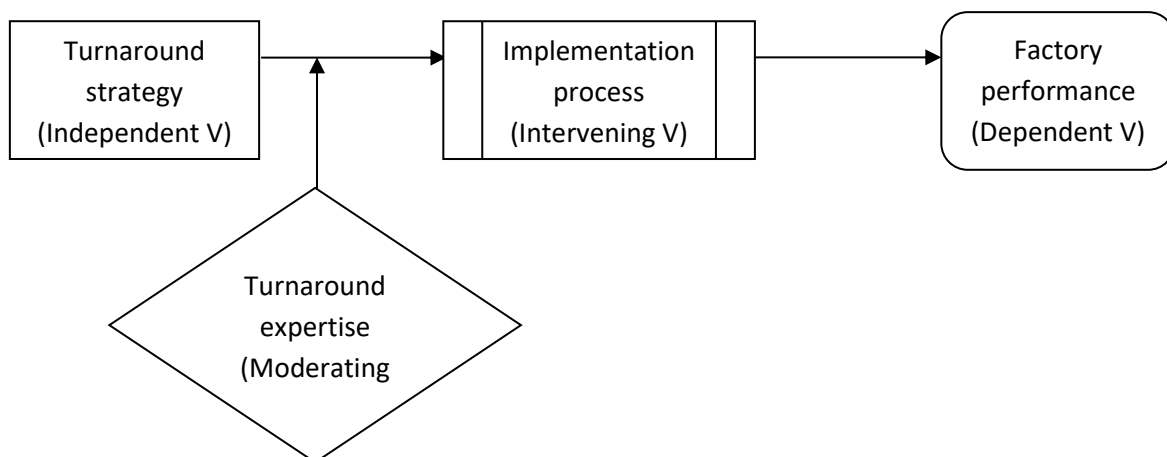 Turnaround
strategy
(Independent V)
Implementation
process
(Intervening V)
Factory
performance
(Dependent V)
Turnaround
expertise
(Moderating